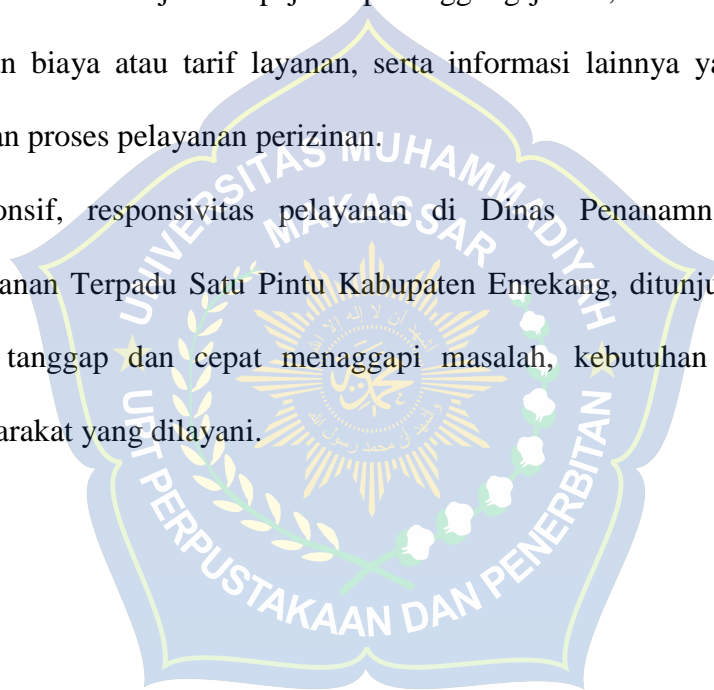 n biaya atau tarif layanan, serta informasi lainnya ya
an proses pelayanan perizinan.
onsif, responsivitas pelayanan di Dinas Penanamn
anan Terpadu Satu Pintu Kabupaten Enrekang, ditunju
tanggap dan cepat menaggapi masalah, kebutuhan
arakat yang dilayani.
UNIVERSITAS MUHAMMADIYAH
MAKASSAR
UPT PERPUSTAKAAN DAN PENERBITAN